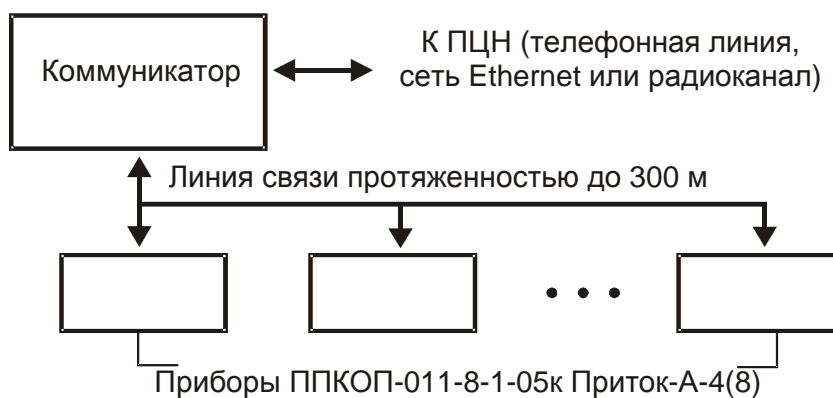 Коммуникатор
К ПЦН (телефонная линия,
сеть Ethernet или радиоканал)
Линия связи протяженностью до 300 м
Приборы ППКОП-011-8-1-05к Приток-А-4(8)